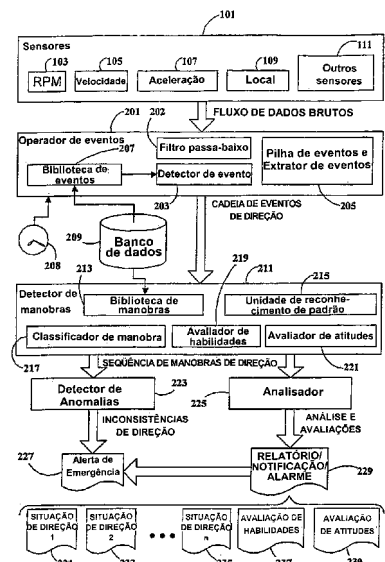 101
Sensores
103
105
107
109
111
RPM
Velocidade
Aceleração
Local
Outros
sensores
FLUXO DE DADOS BRUTOS
201
202
Operador de eventos
207
Filtro passa-baixo
Pilha de eventos e
Extrator de eventos
Biblioteca de
eventos
Detector de evento
203
205
CADEIA DE EVENTOS
DE DIREÇÃO
208
209
Banco
de dados
213
219
211
215
Detector de
manobras
Biblioteca de
manobras
Unidade de reconhe-
cimento de padrão
Classificador de manobra
Avaliador de
habilidades
Avaliador de atitudes
217
221
SEQÜÊNCIA DE MANOBRAS DE DIREÇÃO
Detector de
Anomalias
223
225
Analisador
INCONSISTÊNCIAS
DE DIREÇÃO
ANÁLISE E
AVALIAÇÕES
227
Alerta de
Emergência
RELATÓRIO/
NOTIFICAÇÃO/
ALARME
229
SITUAÇÃO
DE DIREÇÃO
1
SITUAÇÃO
DE DIREÇÃO
2
SITUAÇÃO
DE DIREÇÃO
n
AVALIAÇÃO DE
HABILIDADES
AVALIAÇÃO
DE ATITUDES